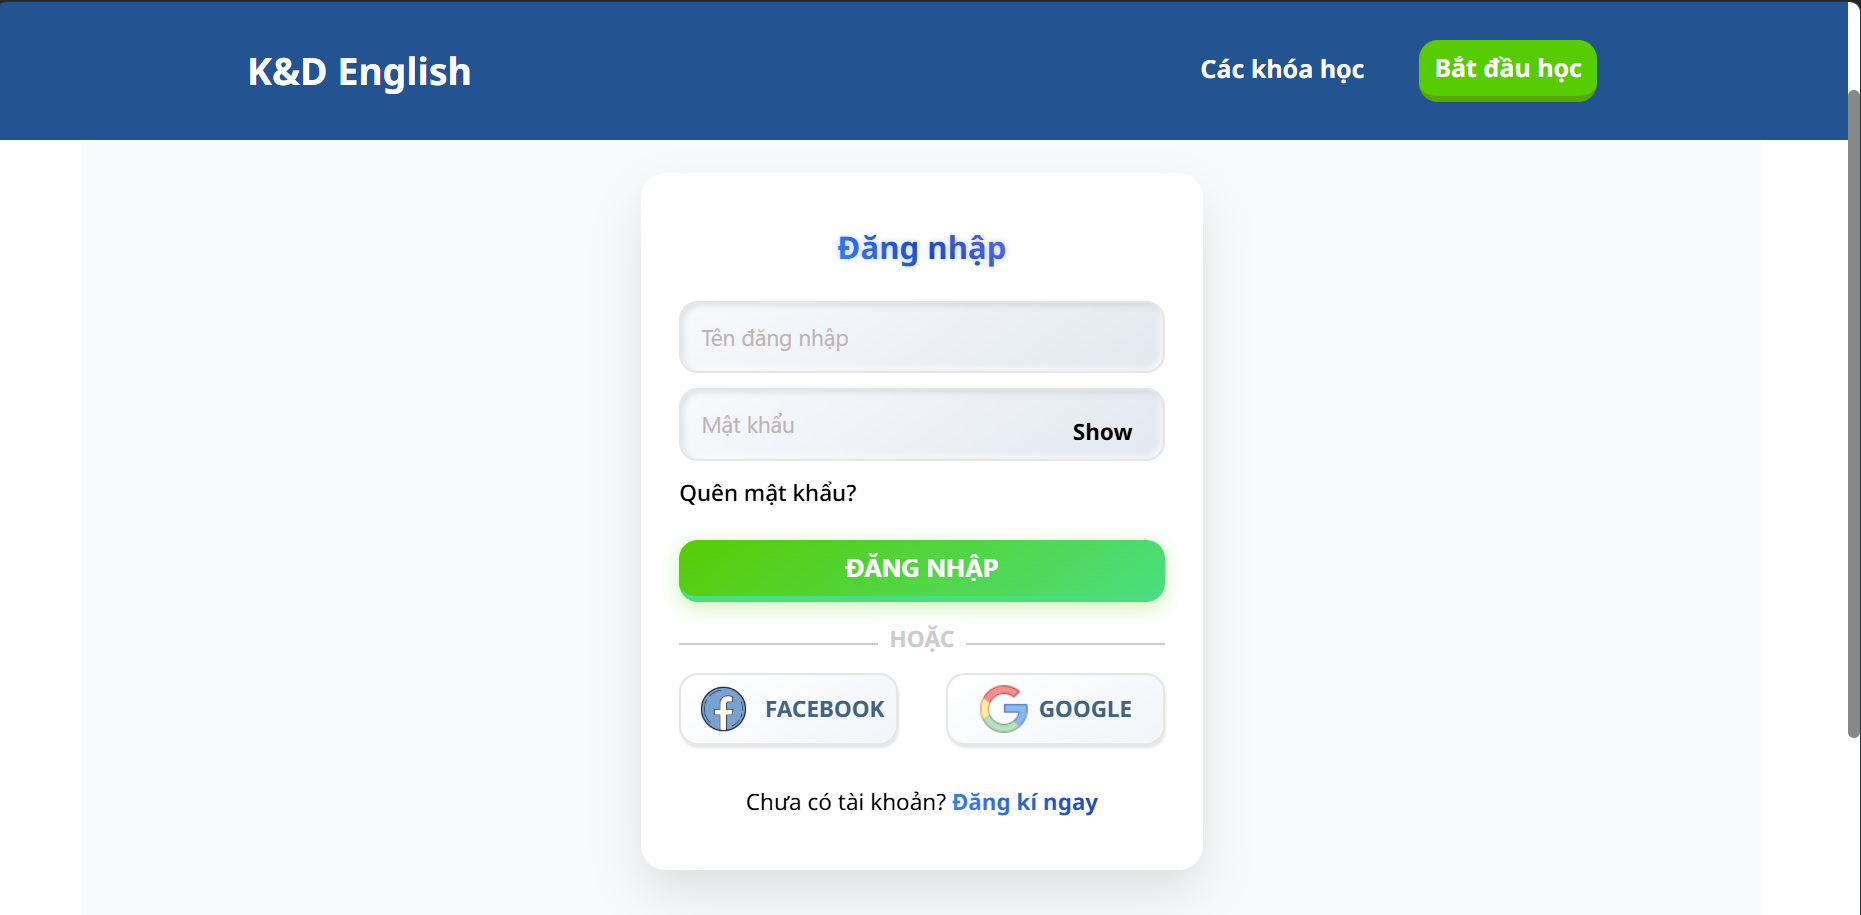 K&D English
Các khóa học
Bắt đầu học
Đăng nhập
Tên đăng nhập
Mật khẩu
Show
Quên mật khẩu?
ĐĂNG NHẬP
HOẶC
FACEBOOK
GOOGLE
Chưa có tài khoản? Đăng kí ngay